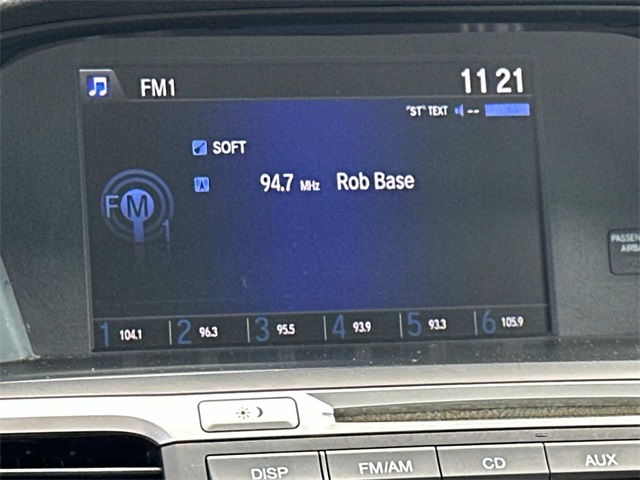 FM1 11 21
"ST" TEXT --
SOFT
94.7 MHz Rob Base
FM 1
1 104.1 2 96.3 3 95.5 4 93.9 5 93.3 6 105.9
PASSEN
AIRBA
DISP FM/AM CD AUX